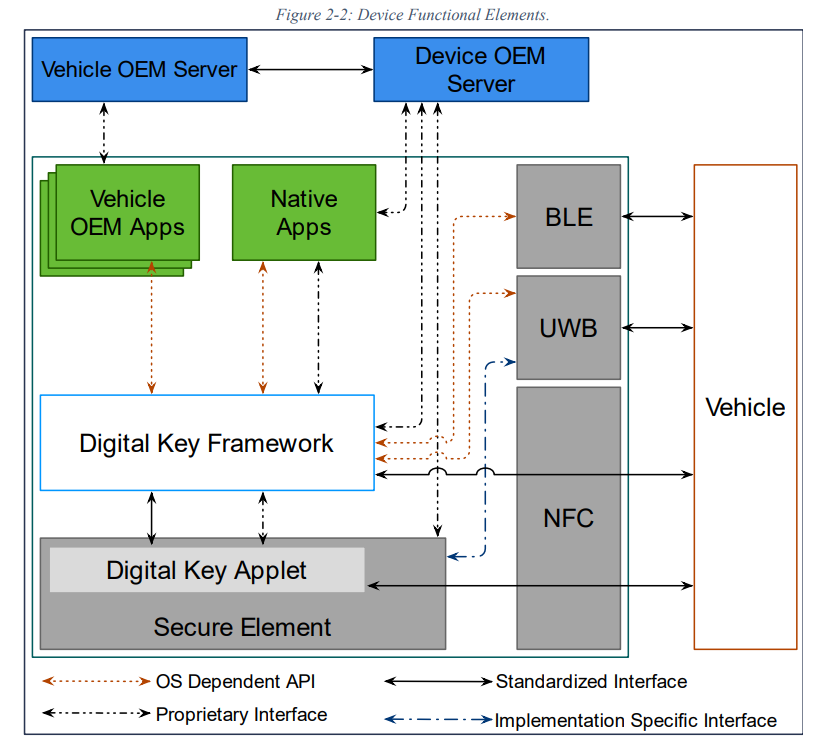 Figure 2-2: Device Functional Elements.
Vehicle OEM Server
Device OEM
Server
Vehicle
OEM Apps
Native
Apps
BLE
UWB
Vehicle
Digital Key Framework
NFC
Digital Key Applet
Secure Element
OS Dependent API
Standardized Interface
Proprietary Interface
Implementation Specific Interface